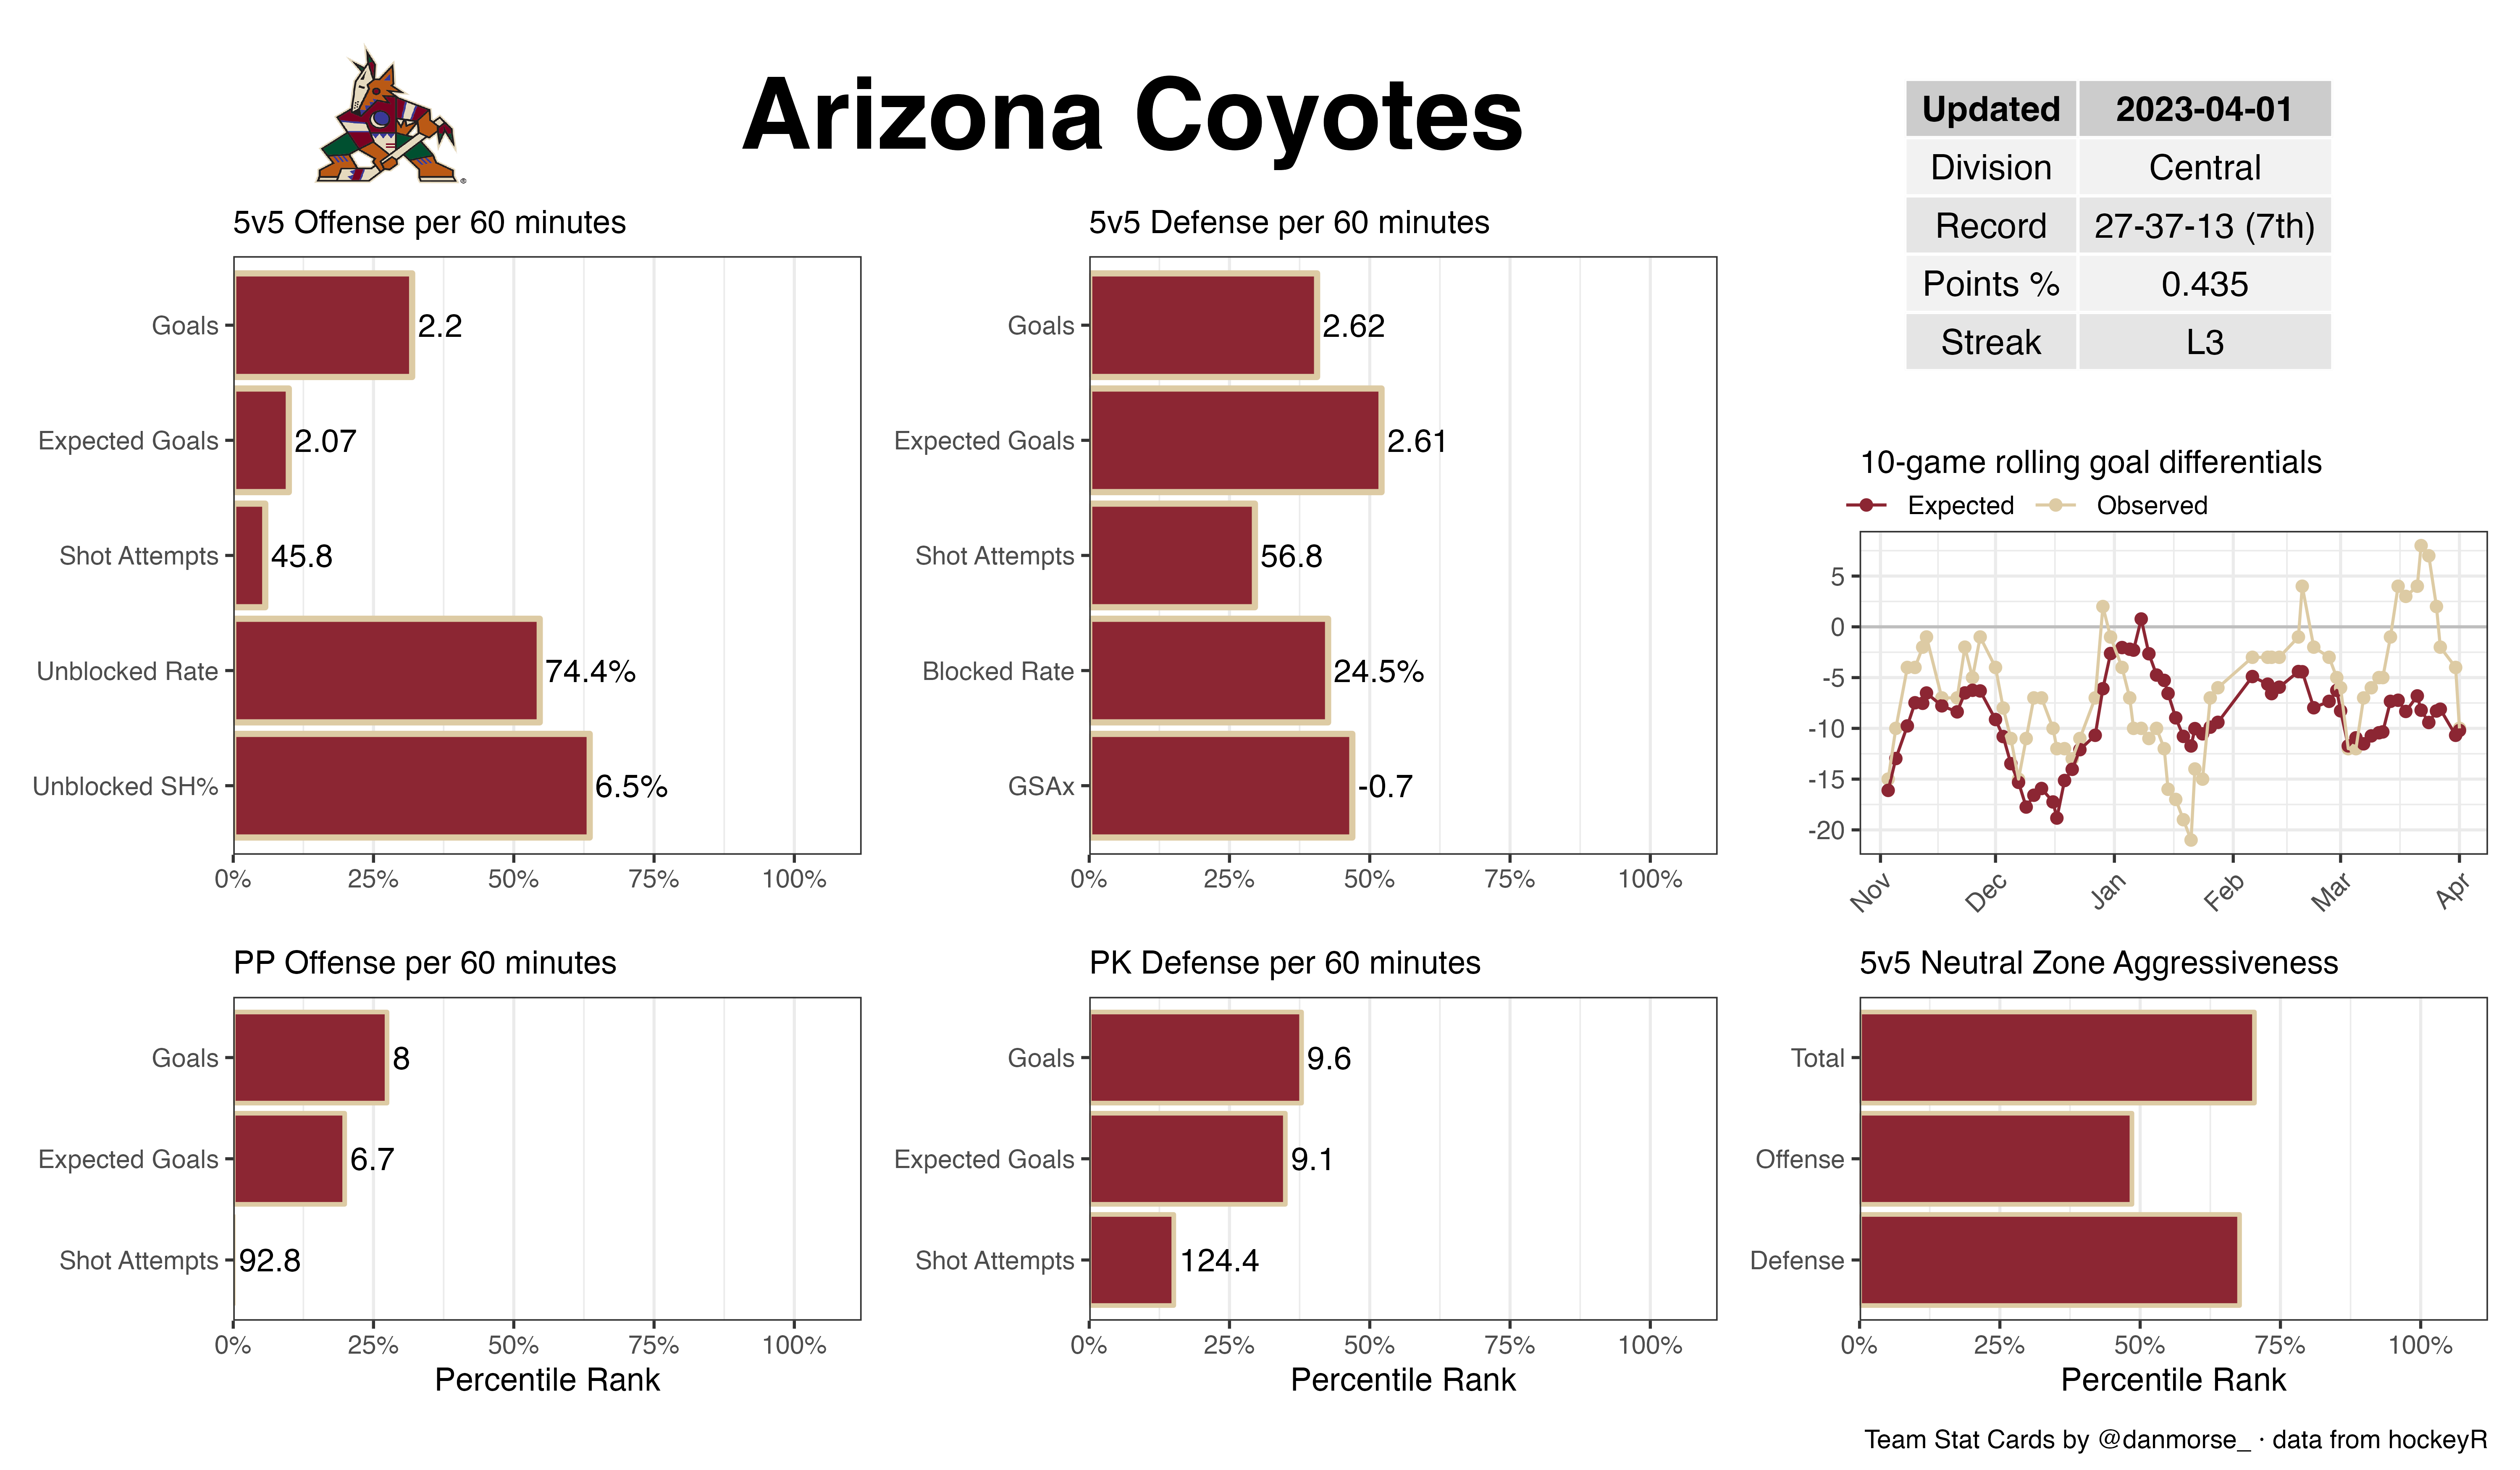 Arizona Coyotes
Updated 2023-04-01
Division Central
Record 27-37-13 (7th)
Points % 0.435
Streak L3
5v5 Offense per 60 minutes
Goals 2.2
Expected Goals 2.07
Shot Attempts 45.8
Unblocked Rate 74.4%
Unblocked SH% 6.5%
0% 25% 50% 75% 100%
5v5 Defense per 60 minutes
Goals 2.62
Expected Goals 2.61
Shot Attempts 56.8
Blocked Rate 24.5%
GSAx -0.7
0% 25% 50% 75% 100%
10-game rolling goal differentials
Expected Observed
5
0
-5
-10
-15
-20
Nov Dec Jan Feb Mar Apr
PP Offense per 60 minutes
Goals 8
Expected Goals 6.7
Shot Attempts 92.8
0% 25% 50% 75% 100%
Percentile Rank
PK Defense per 60 minutes
Goals 9.6
Expected Goals 9.1
Shot Attempts 124.4
0% 25% 50% 75% 100%
Percentile Rank
5v5 Neutral Zone Aggressiveness
Total
Offense
Defense
0% 25% 50% 75% 100%
Percentile Rank
Team Stat Cards by @danmorse_ · data from hockeyR